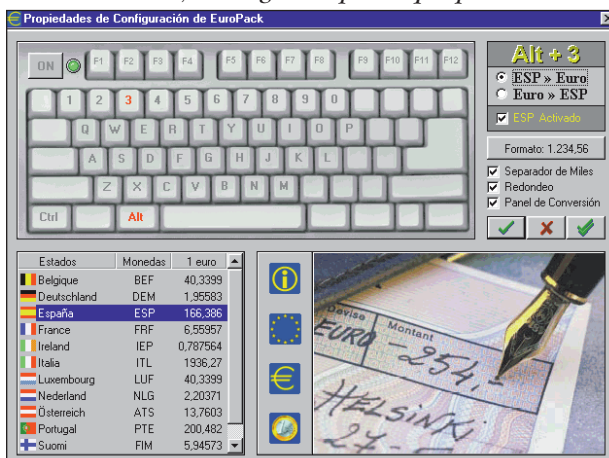 Propiedades de Configuración de EuroPack
ON F1 F2 F3 F4 F5 F6 F7 F8 F9 F10 F11 F12
1 2 3 4 5 6 7 8 9 0
Q W E R T Y U I O P
A S D F G H J K L
Z X C V B N M
Ctrl Alt
Alt + 3
ESP » Euro
Euro » ESP
ESP Activado
Formato: 1.234,56
Separador de Miles
Redondeo
Panel de Conversión
Estados Monedas 1 euro
Belgique BEF 40,3399
Deutschland DEM 1,95583
España ESP 166,386
France FRF 6,55957
Ireland IEP 0,787564
Italia ITL 1936,27
Luxembourg LUF 40,3399
Nederland NLG 2,20371
Österreich ATS 13,7603
Portugal PTE 200,482
Suomi FIM 5,94573
Devise Montant
EURO -254.-
HELSINKI
27-